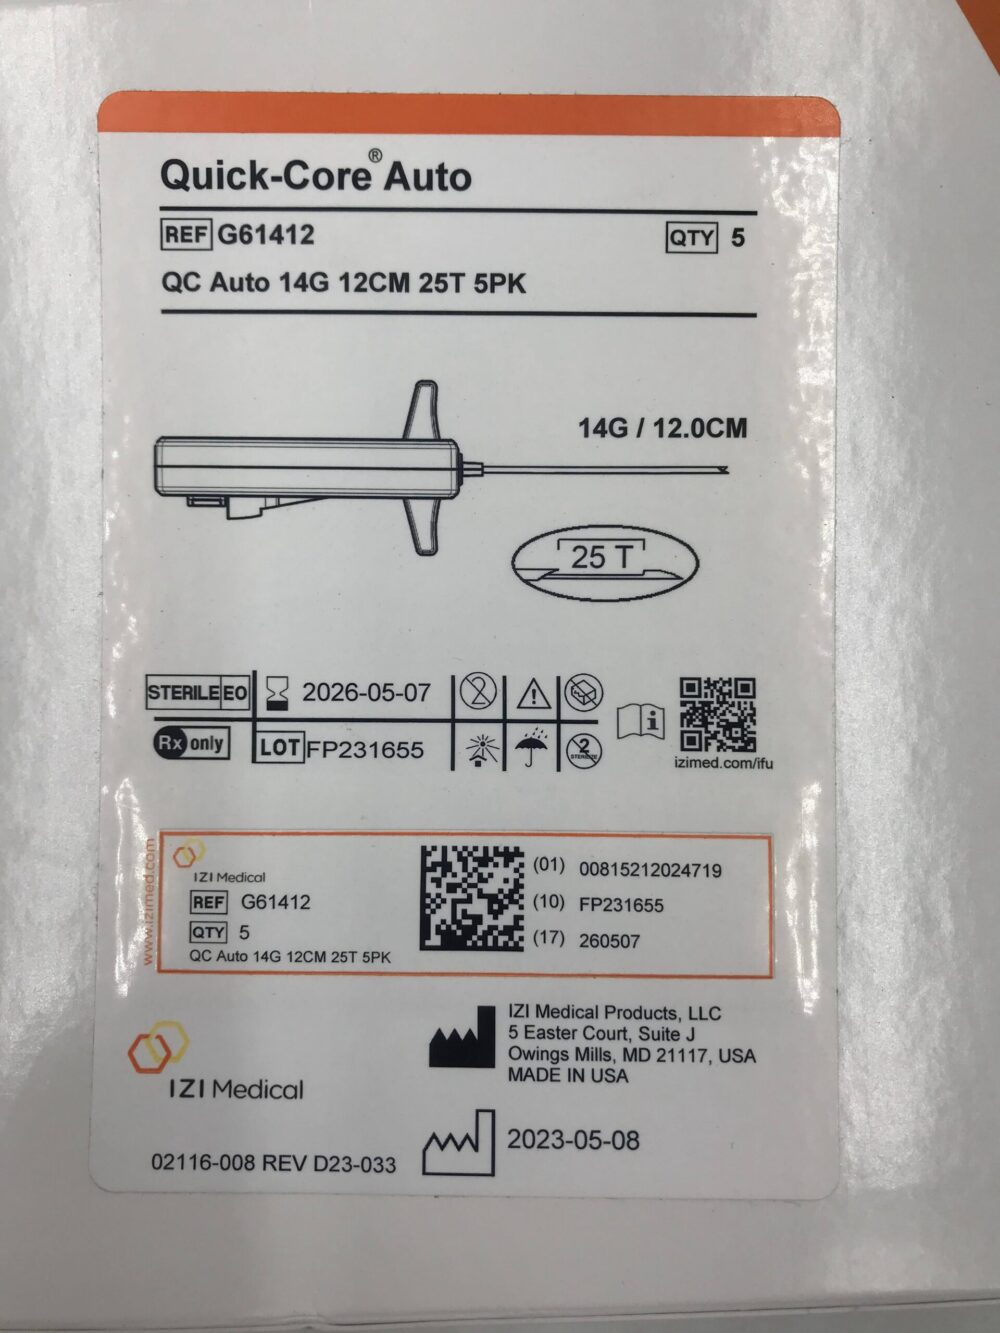 Quick-Core® Auto
REF G61412 QTY 5
QC Auto 14G 12CM 25T 5PK
14G / 12.0CM
25 T
STERILE EO 2026-05-07 2
Rx only LOT FP231655 2 STERILIZE
i
izimed.com/ifu
www.izimed.com
IZI Medical
REF G61412
QTY 5
QC Auto 14G 12CM 25T 5PK
(01) 00815212024719
(10) FP231655
(17) 260507
IZI Medical Products, LLC
5 Easter Court, Suite J
Owings Mills, MD 21117, USA
MADE IN USA
IZI Medical
2023-05-08
02116-008 REV D23-033